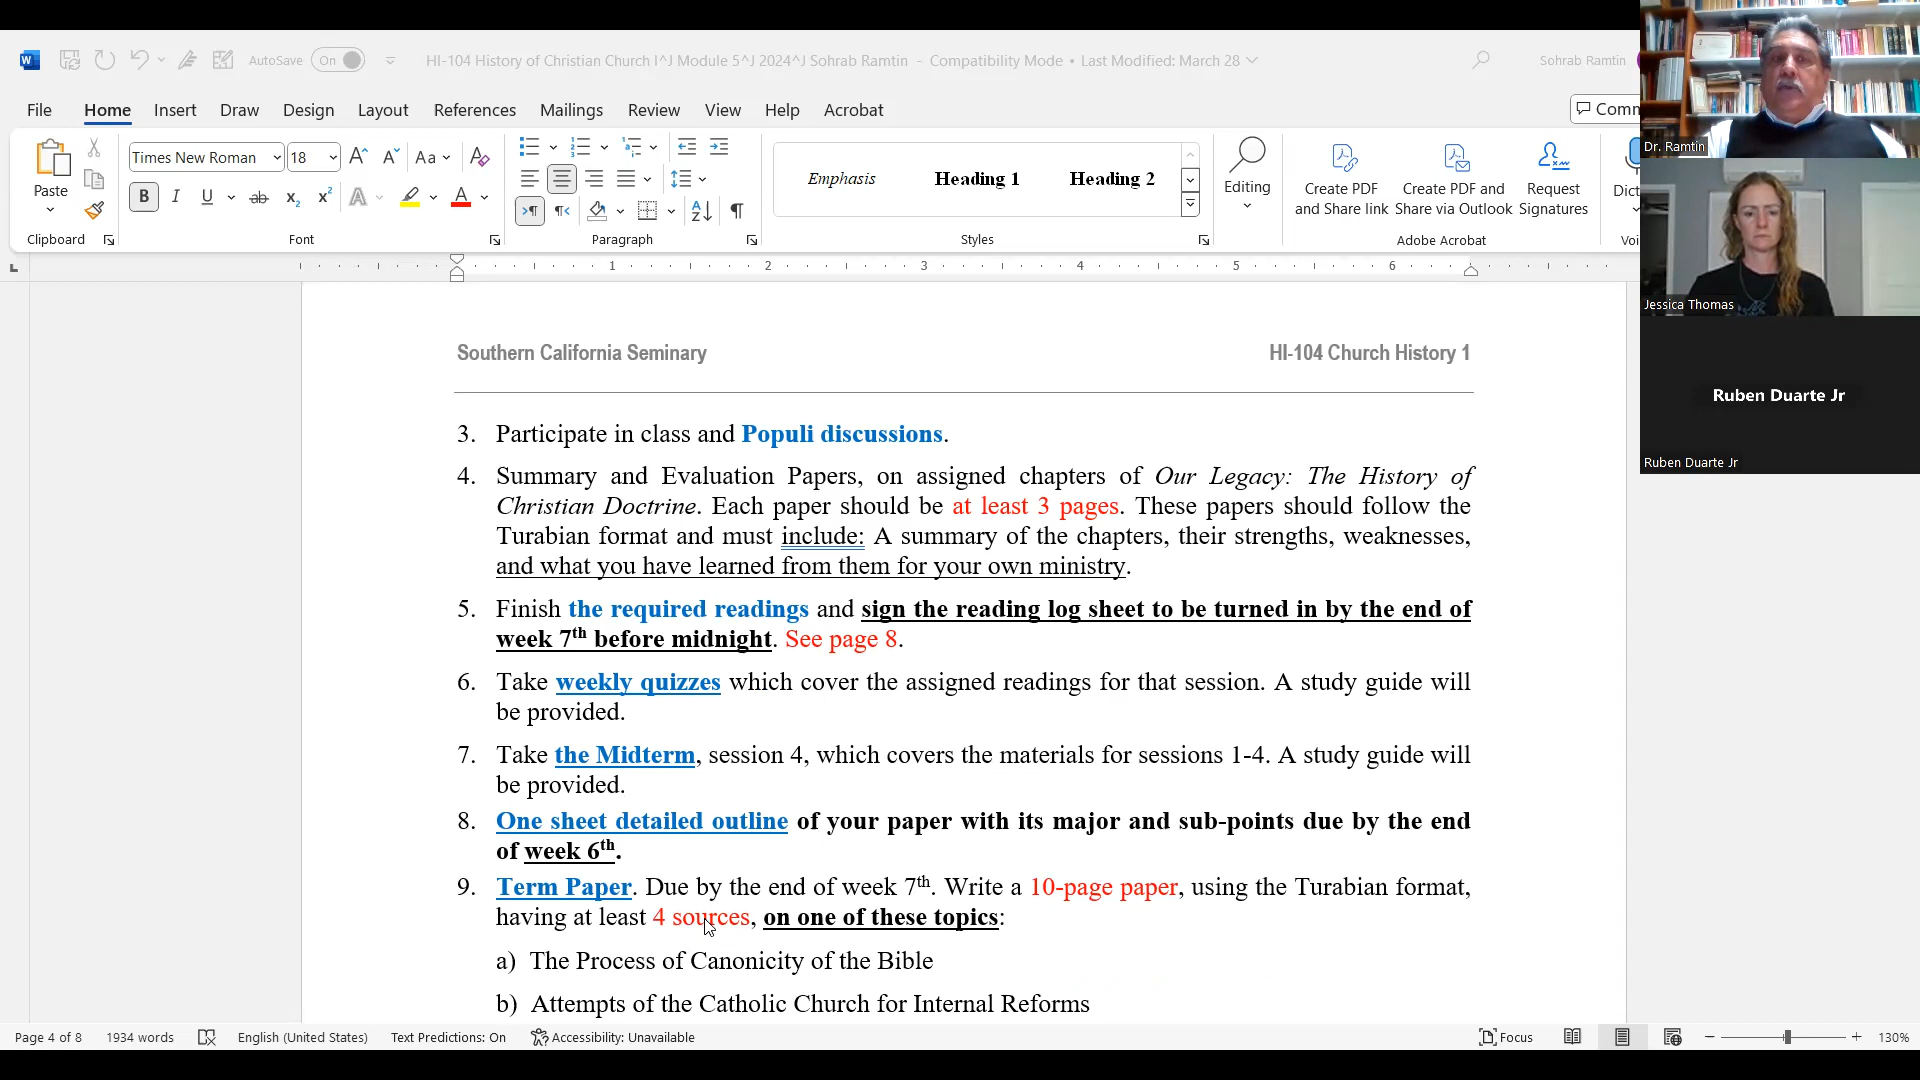 AutoSave On
HI-104 History of Christian Church I^J Module 5^J 2024^J Sohrab Ramtin - Compatibility Mode • Last Modified: March 28
Sohrab Ramtin
File Home Insert Draw Design Layout References Mailings Review View Help Acrobat
Comm
Paste
Times New Roman 18
Emphasis Heading 1 Heading 2
Editing
Create PDF and Share link
Create PDF and Share via Outlook
Request Signatures
Dict
Clipboard Font Paragraph Styles Adobe Acrobat Voi
1 2 3 4 5 6
Southern California Seminary HI-104 Church History 1
3. Participate in class and Populi discussions.
4. Summary and Evaluation Papers, on assigned chapters of Our Legacy: The History of
Christian Doctrine. Each paper should be at least 3 pages. These papers should follow the
Turabian format and must include: A summary of the chapters, their strengths, weaknesses,
and what you have learned from them for your own ministry.
5. Finish the required readings and sign the reading log sheet to be turned in by the end of
week 7th before midnight. See page 8.
6. Take weekly quizzes which cover the assigned readings for that session. A study guide will
be provided.
7. Take the Midterm, session 4, which covers the materials for sessions 1-4. A study guide will
be provided.
8. One sheet detailed outline of your paper with its major and sub-points due by the end
of week 6th.
9. Term Paper. Due by the end of week 7th. Write a 10-page paper, using the Turabian format,
having at least 4 sources, on one of these topics:
a) The Process of Canonicity of the Bible
b) Attempts of the Catholic Church for Internal Reforms
Page 4 of 8 1934 words English (United States) Text Predictions: On Accessibility: Unavailable Focus 130%
Dr. Ramtin
Jessica Thomas
Ruben Duarte Jr
Ruben Duarte Jr